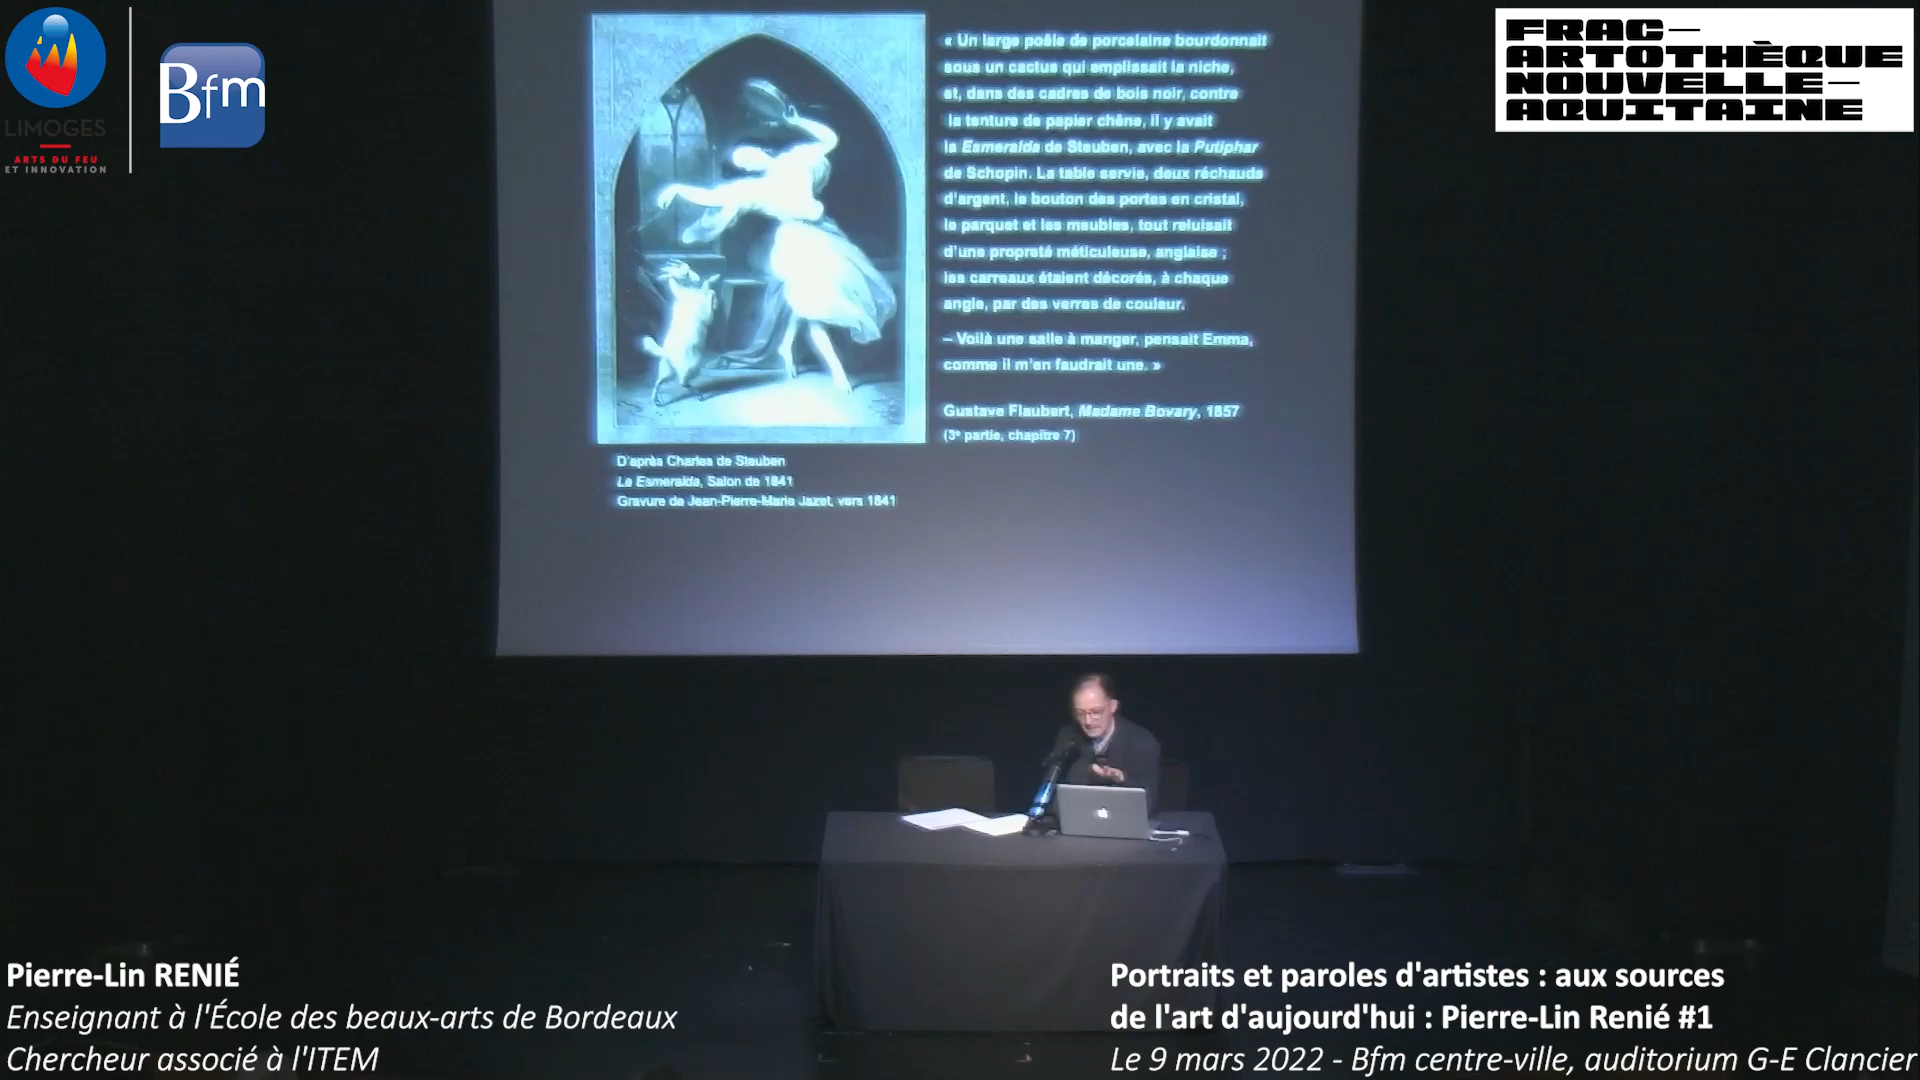 LIMOGES
ARTS DU FEU
ET INNOVATION
Bfm
FRAC—
ARTOTHÈQUE
NOUVELLE—
AQUITAINE
« Un large poêle de porcelaine bourdonnait
sous un cactus qui emplissait la niche,
et, dans des cadres de bois noir, contre
la tenture de papier chêne, il y avait
la Esmeralda de Steuben, avec la Putiphar
de Schopin. La table servie, deux réchauds
d'argent, le bouton des portes en cristal,
le parquet et les meubles, tout reluisait
d'une propreté méticuleuse, anglaise ;
les carreaux étaient décorés, à chaque
angle, par des verres de couleur.
– Voilà une salle à manger, pensait Emma,
comme il m'en faudrait une. »
Gustave Flaubert, Madame Bovary, 1857
(3e partie, chapitre 7)
D'après Charles de Steuben
La Esmeralda, Salon de 1841
Gravure de Jean-Pierre-Marie Jazet, vers 1841
Pierre-Lin RENIÉ
Enseignant à l'École des beaux-arts de Bordeaux
Chercheur associé à l'ITEM
Portraits et paroles d'artistes : aux sources
de l'art d'aujourd'hui : Pierre-Lin Renié #1
Le 9 mars 2022 - Bfm centre-ville, auditorium G-E Clancier